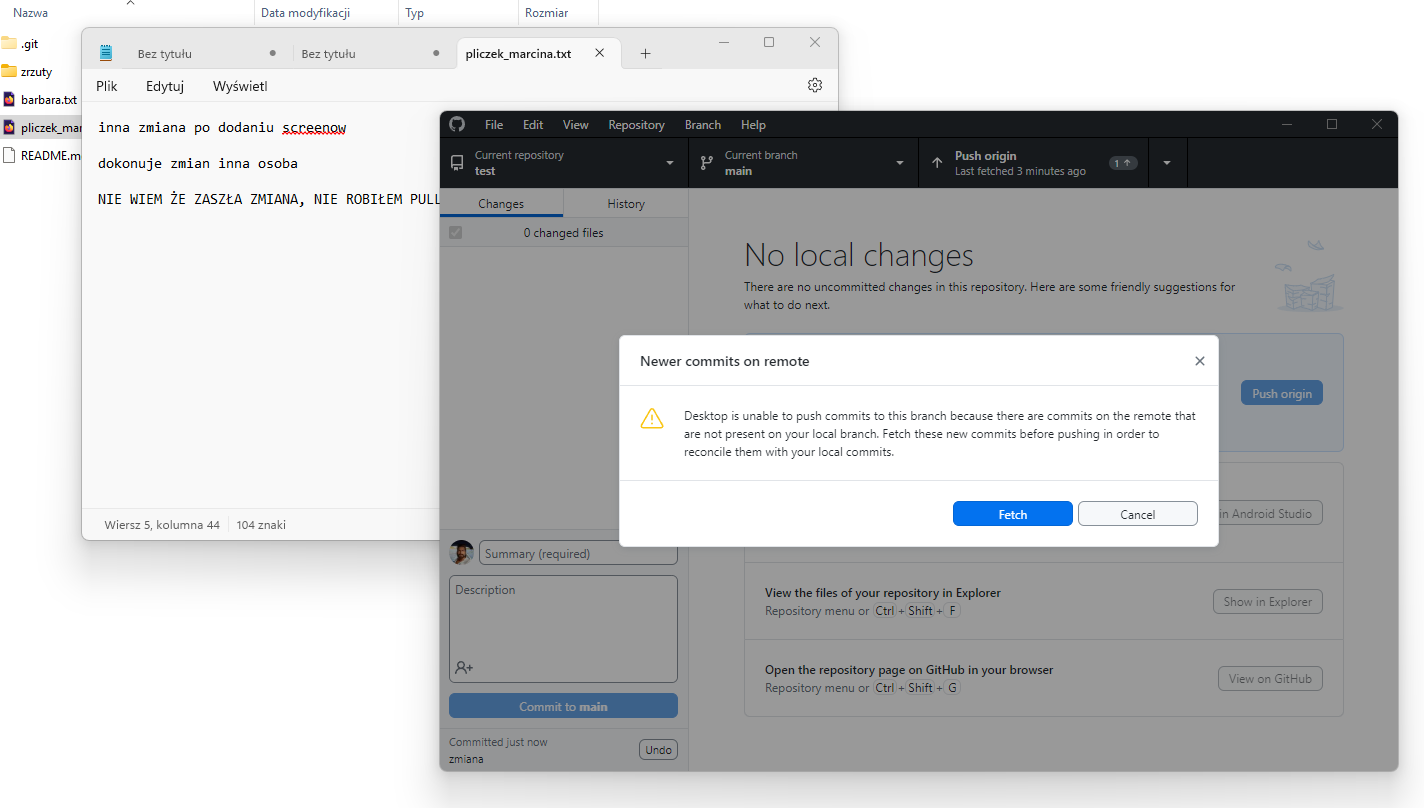 Nazwa
Data modyfikacji
Typ
Rozmiar
.git
zrzuty
barbara.txt
pliczek_mar
README.m
Bez tytułu
Bez tytułu
pliczek_marcina.txt
Plik
Edytuj
Wyświetl
inna zmiana po dodaniu screenow
dokonuje zmian inna osoba
NIE WIEM ŻE ZASZŁA ZMIANA, NIE ROBIŁEM PULL
Wiersz 5, kolumna 44
104 znaki
File
Edit
View
Repository
Branch
Help
Current repository
test
Current branch
main
Push origin
Last fetched 3 minutes ago
1
Changes
History
0 changed files
No local changes
There are no uncommitted changes in this repository. Here are some friendly suggestions for
what to do next.
Push origin
Newer commits on remote
Desktop is unable to push commits to this branch because there are commits on the remote that
are not present on your local branch. Fetch these new commits before pushing in order to
reconcile them with your local commits.
Fetch
Cancel
in Android Studio
View the files of your repository in Explorer
Repository menu or Ctrl + Shift + F
Show in Explorer
Open the repository page on GitHub in your browser
Repository menu or Ctrl + Shift + G
View on GitHub
Summary (required)
Description
Commit to main
Committed just now
zmiana
Undo